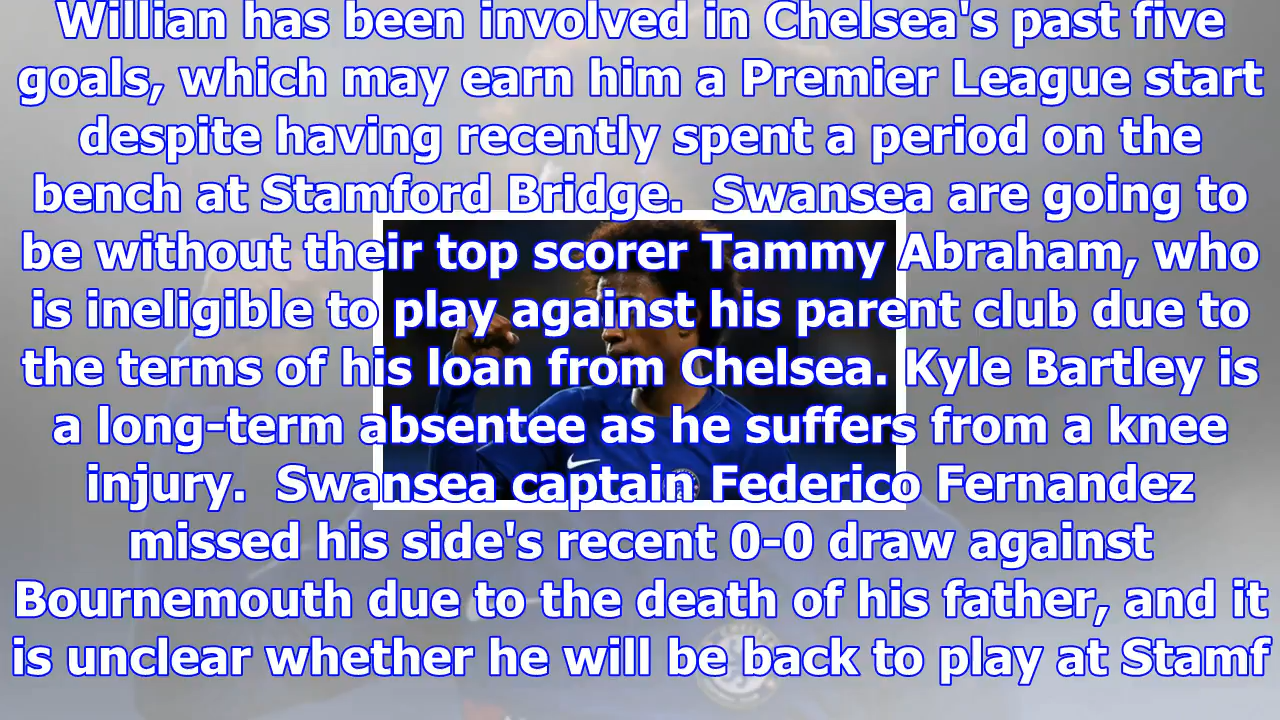 Willian has been involved in Chelsea's past five
goals, which may earn him a Premier League start
despite having recently spent a period on the
bench at Stamford Bridge.  Swansea are going to
be without their top scorer Tammy Abraham, who
is ineligible to play against his parent club due to
the terms of his loan from Chelsea. Kyle Bartley is
a long-term absentee as he suffers from a knee
injury.  Swansea captain Federico Fernandez
missed his side's recent 0-0 draw against
Bournemouth due to the death of his father, and it
is unclear whether he will be back to play at Stamf